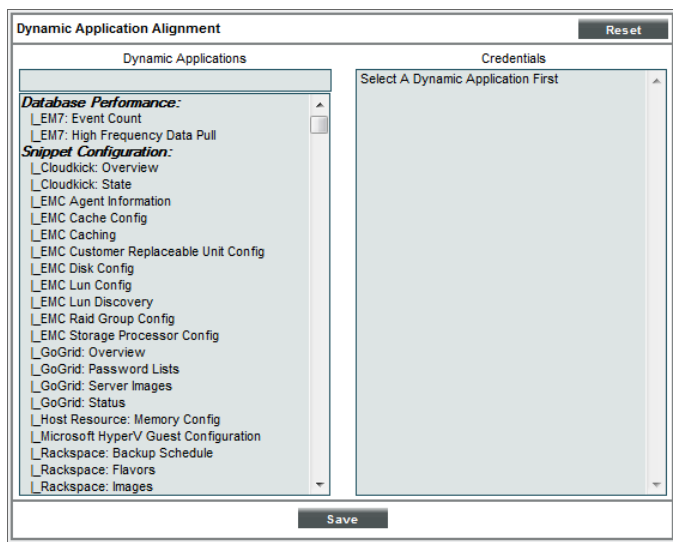 Dynamic Application Alignment
Reset
Dynamic Applications
Credentials
Select A Dynamic Application First
Database Performance:
|_EM7: Event Count
|_EM7: High Frequency Data Pull
Snippet Configuration:
|_Cloudkick: Overview
|_Cloudkick: State
|_EMC Agent Information
|_EMC Cache Config
|_EMC Caching
|_EMC Customer Replaceable Unit Config
|_EMC Disk Config
|_EMC Lun Config
|_EMC Lun Discovery
|_EMC Raid Group Config
|_EMC Storage Processor Config
|_GoGrid: Overview
|_GoGrid: Password Lists
|_GoGrid: Server Images
|_GoGrid: Status
|_Host Resource: Memory Config
|_Microsoft HyperV Guest Configuration
|_Rackspace: Backup Schedule
|_Rackspace: Flavors
|_Rackspace: Images
Save